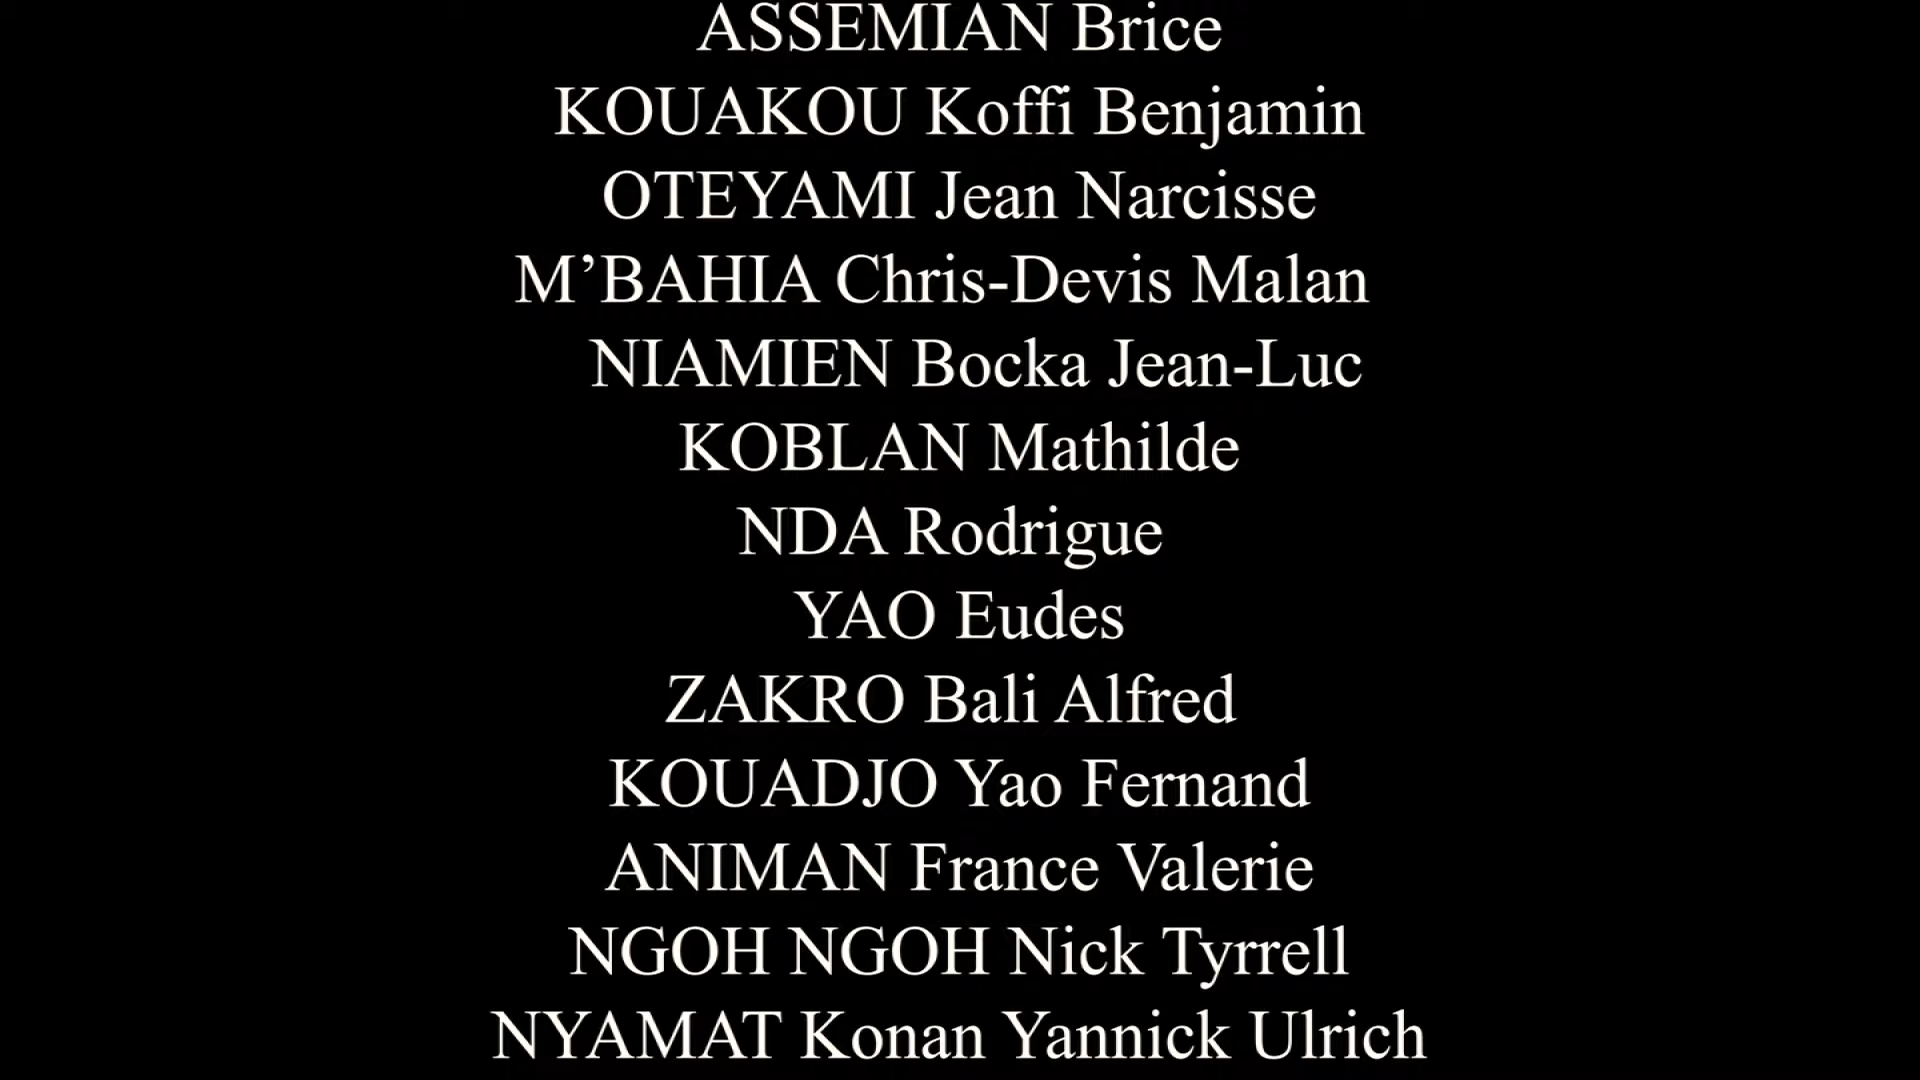 ASSEMIAN Brice
KOUAKOU Koffi Benjamin
OTEYAMI Jean Narcisse
M’BAHIA Chris-Devis Malan
NIAMIEN Bocka Jean-Luc
KOBLAN Mathilde
NDA Rodrigue
YAO Eudes
ZAKRO Bali Alfred
KOUADJO Yao Fernand
ANIMAN France Valerie
NGOH NGOH Nick Tyrrell
NYAMAT Konan Yannick Ulrich